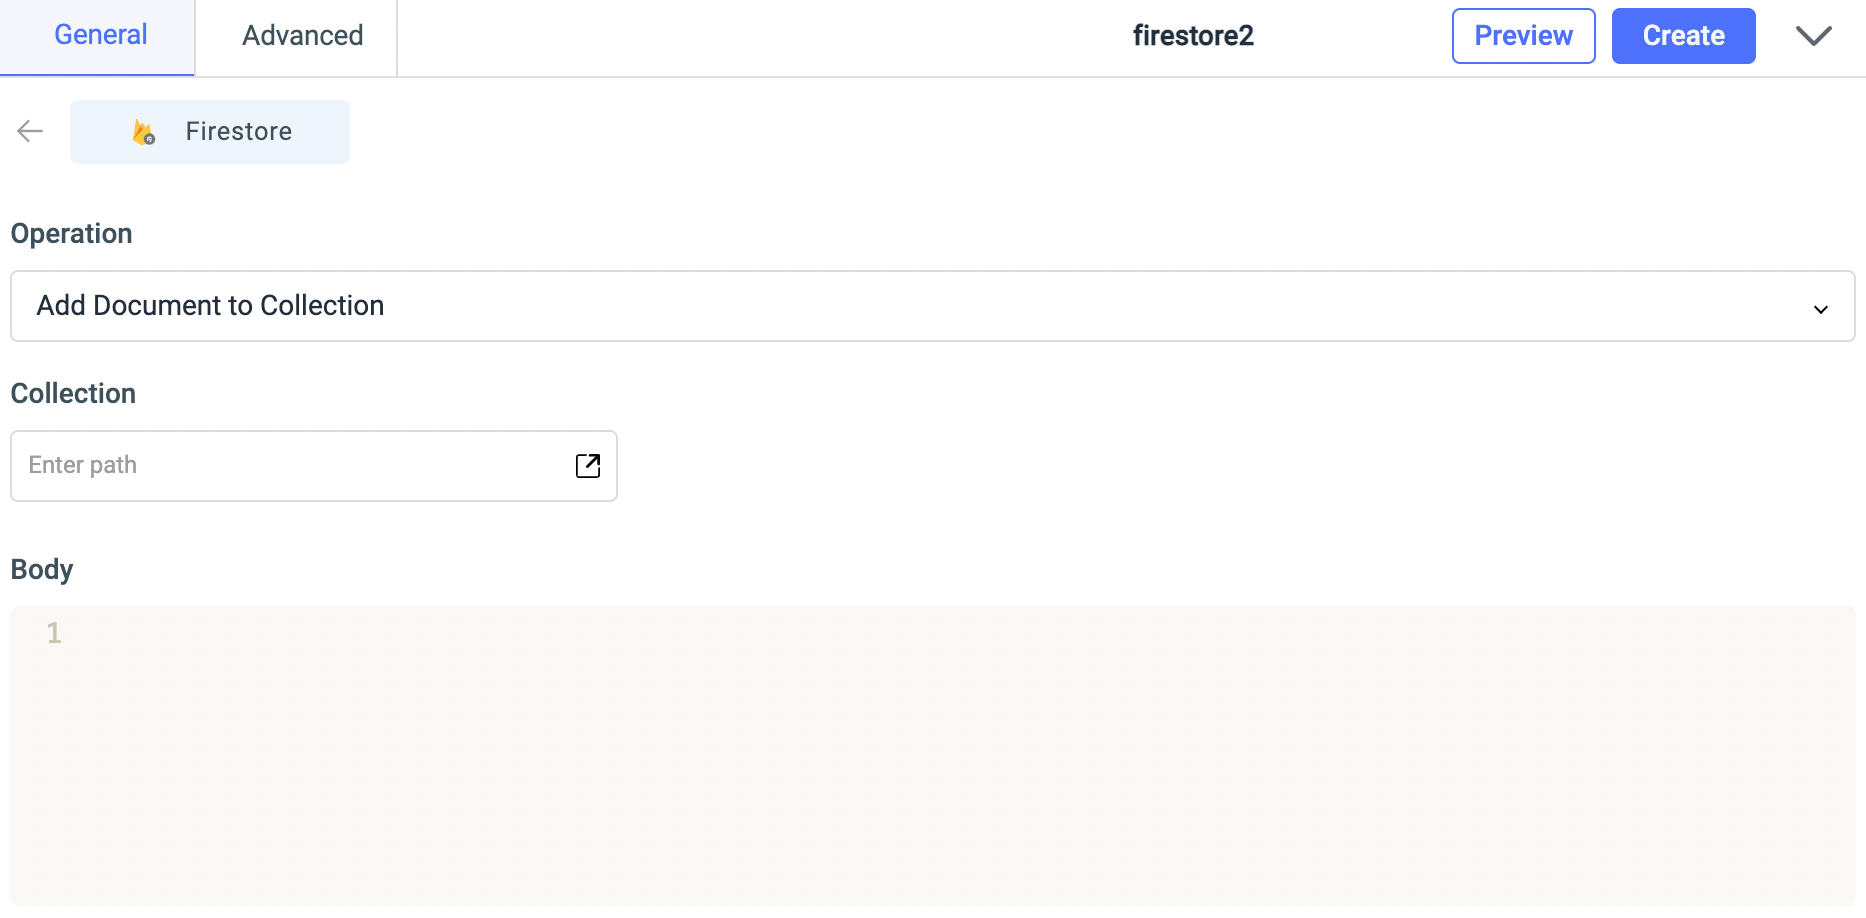 General Advanced firestore2 Preview Create
Firestore
Operation
Add Document to Collection
Collection
Enter path
Body
1